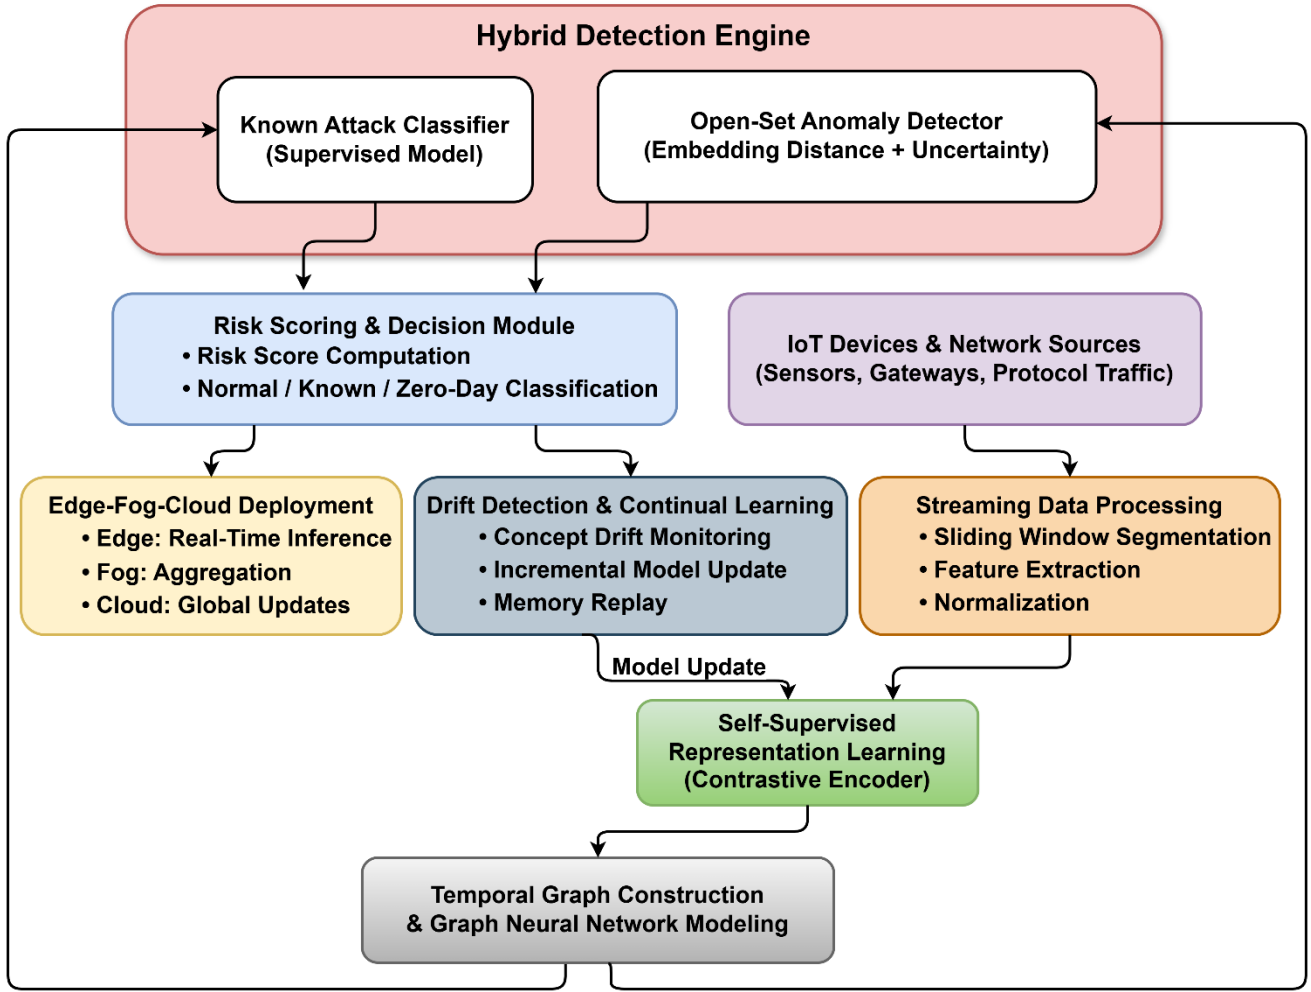 Hybrid Detection Engine
Known Attack Classifier
(Supervised Model)
Open-Set Anomaly Detector
(Embedding Distance + Uncertainty)
Risk Scoring & Decision Module
• Risk Score Computation
• Normal / Known / Zero-Day Classification
IoT Devices & Network Sources
(Sensors, Gateways, Protocol Traffic)
Edge-Fog-Cloud Deployment
• Edge: Real-Time Inference
• Fog: Aggregation
• Cloud: Global Updates
Drift Detection & Continual Learning
• Concept Drift Monitoring
• Incremental Model Update
• Memory Replay
Streaming Data Processing
• Sliding Window Segmentation
• Feature Extraction
• Normalization
Model Update
Self-Supervised
Representation Learning
(Contrastive Encoder)
Temporal Graph Construction
& Graph Neural Network Modeling